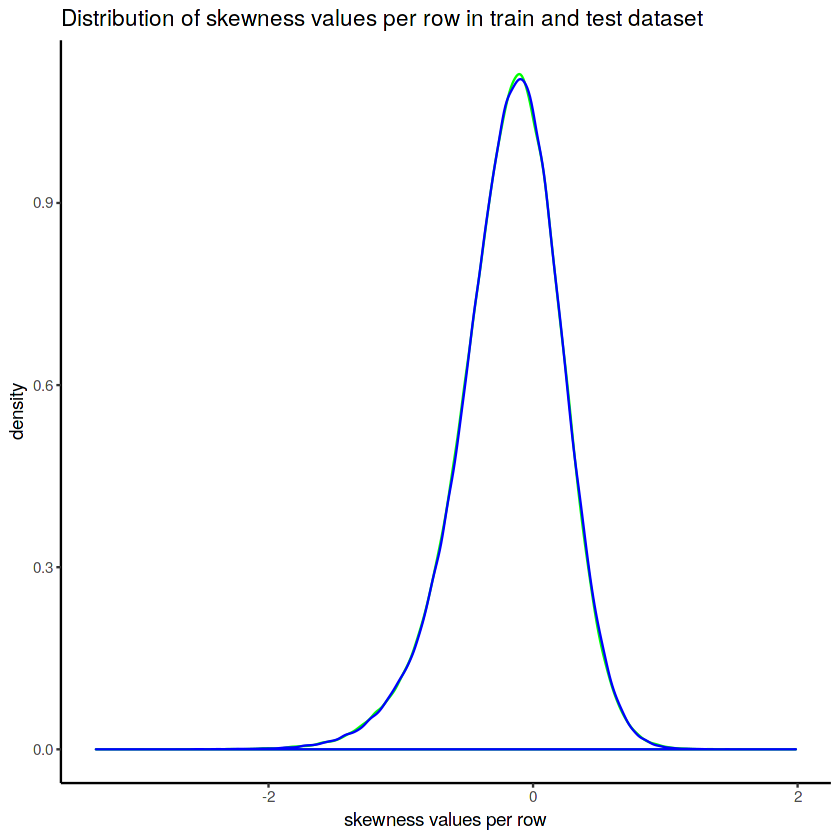 Distribution of skewness values per row in train and test dataset
density
0.9
0.6
0.3
0.0
-2
0
2
skewness values per row